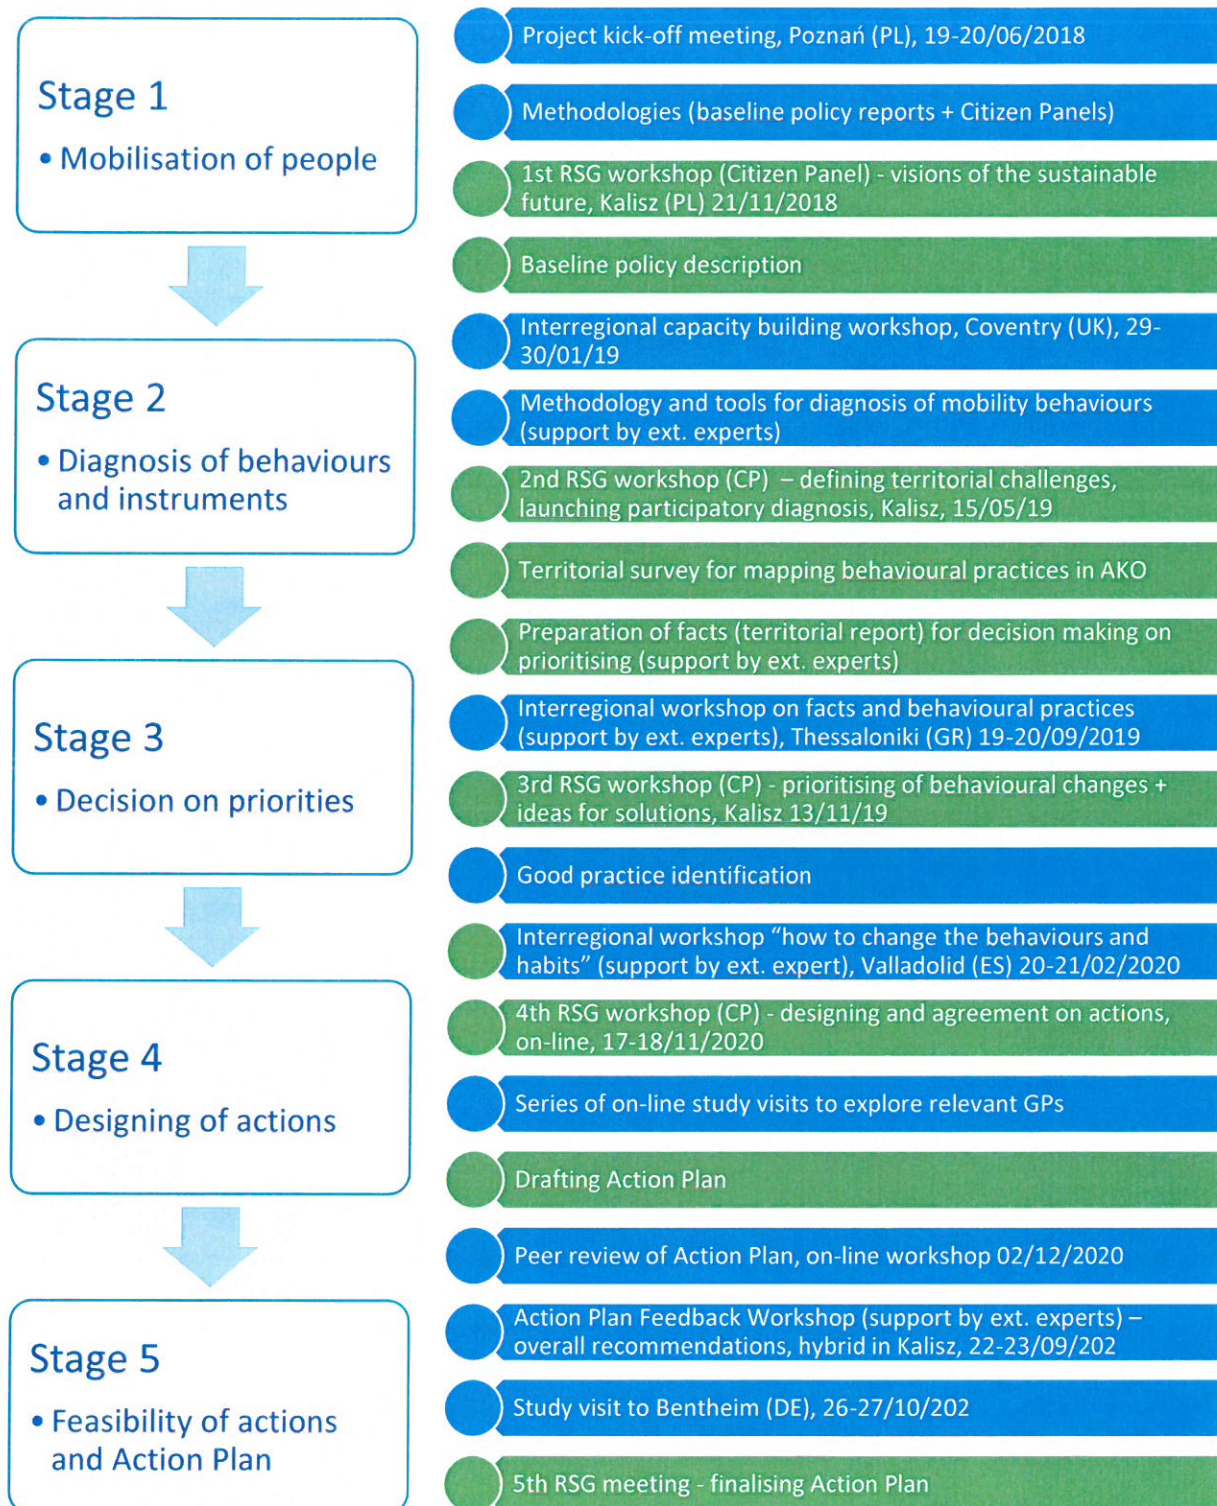 Stage 1
• Mobilisation of people
Stage 2
• Diagnosis of behaviours
and instruments
Stage 3
• Decision on priorities
Stage 4
• Designing of actions
Stage 5
• Feasibility of actions
and Action Plan
Project kick-off meeting, Poznań (PL), 19-20/06/2018
Methodologies (baseline policy reports + Citizen Panels)
1st RSG workshop (Citizen Panel) - visions of the sustainable
future, Kalisz (PL) 21/11/2018
Baseline policy description
Interregional capacity building workshop, Coventry (UK), 29-
30/01/19
Methodology and tools for diagnosis of mobility behaviours
(support by ext. experts)
2nd RSG workshop (CP) – defining territorial challenges,
launching participatory diagnosis, Kalisz, 15/05/19
Territorial survey for mapping behavioural practices in AKO
Preparation of facts (territorial report) for decision making on
prioritising (support by ext. experts)
Interregional workshop on facts and behavioural practices
(support by ext. experts), Thessaloniki (GR) 19-20/09/2019
3rd RSG workshop (CP) - prioritising of behavioural changes +
ideas for solutions, Kalisz 13/11/19
Good practice identification
Interregional workshop “how to change the behaviours and
habits” (support by ext. expert), Valladolid (ES) 20-21/02/2020
4th RSG workshop (CP) - designing and agreement on actions,
on-line, 17-18/11/2020
Series of on-line study visits to explore relevant GPs
Drafting Action Plan
Peer review of Action Plan, on-line workshop 02/12/2020
Action Plan Feedback Workshop (support by ext. experts) –
overall recommendations, hybrid in Kalisz, 22-23/09/202
Study visit to Bentheim (DE), 26-27/10/202
5th RSG meeting - finalising Action Plan